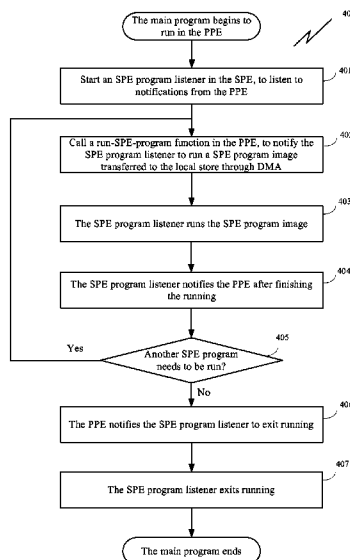 The main program begins to
run in the PPE
40
401
Start an SPE program listener in the SPE, to listen to
notifications from the PPE
402
Call a run-SPE-program function in the PPE, to notify the
SPE program listener to run a SPE program image
transferred to the local store through DMA
403
The SPE program listener runs the SPE program image
404
The SPE program listener notifies the PPE after finishing
the running
405
Yes
Another SPE program
needs to be run?
No
406
The PPE notifies the SPE program listener to exit running
407
The SPE program listener exits running
The main program ends